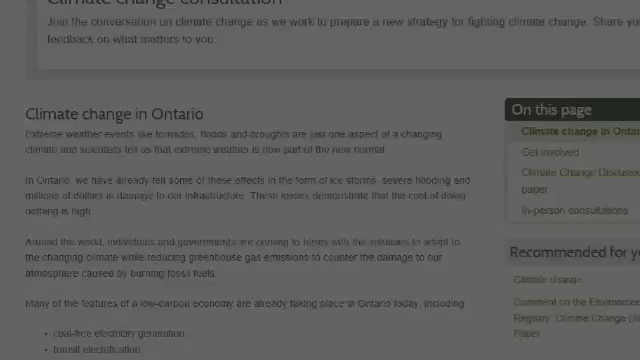 Climate change consultation
Join the conversation on climate change as we work to prepare a new strategy for fighting climate change. Share
feedback on what matters to you.
Climate change in Ontario
Extreme weather events like tornados, floods and droughts are just one aspect of a changing
climate and scientists tell us that extreme weather is now part of the new normal.
In Ontario, we have already felt some of these effects in the form of ice storms, severe flooding and
millions of dollars in damage to our infrastructure. These losses demonstrate that the cost of doing
nothing is high.
Around the world, individuals and governments are coming to terms with the solutions to adapt to
the changing climate while reducing greenhouse gas emissions to counter the damage to our
atmosphere caused by burning fossil fuels.
Many of the features of a low-carbon economy are already taking place in Ontario today, including:
• coal-free electricity generation
• transit electrification
On this page
Climate change in
Get involved
Climate Change
paper
In-person consultations
Recommended for
Climate change
Comment on the
Registry: Climate Change
Paper